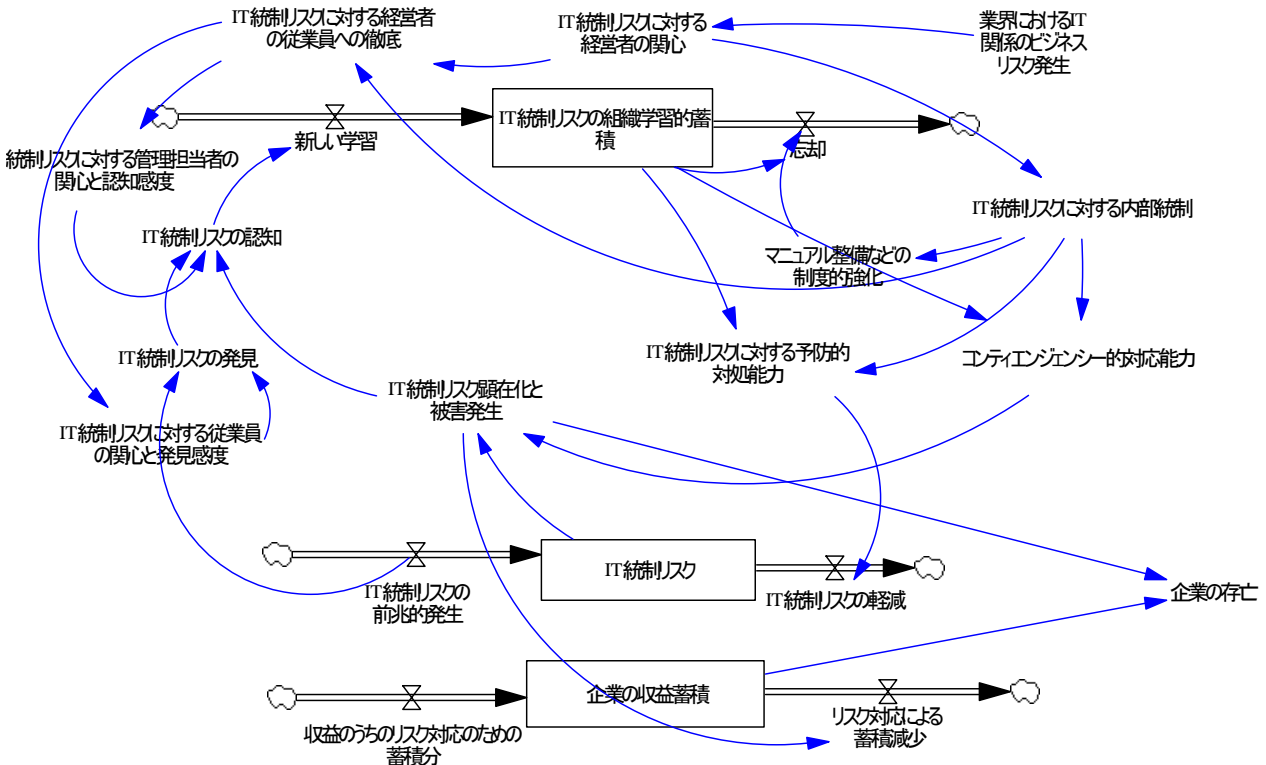 IT統制リスクに対する経営者
の従業員への徹底
IT統制リスクに対する
経営者の関心
業界におけるIT
関係のビジネス
リスク発生
IT統制リスクの組織学習的蓄
積
新しい学習
忘却
統制リスクに対する管理担当者の
関心と認知感度
IT統制リスクに対する内部統制
IT統制リスクの認知
マニュアル整備などの
制度的強化
IT統制リスクの発見
IT統制リスクに対する予防的
対処能力
コンティエンジェンシー的対応能力
IT統制リスク顕在化と
被害発生
IT統制リスクに対する従業員
の関心と発見感度
IT統制リスク
IT統制リスクの
前兆的発生
IT統制リスクの軽減
企業の存亡
企業の収益蓄積
収益のうちのリスク対応のための
蓄積分
リスク対応による
蓄積減少